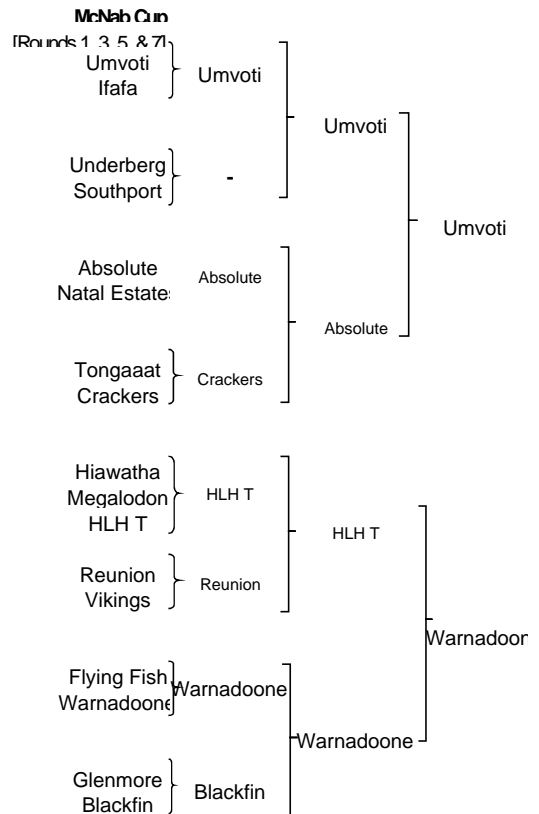 McNab Cup
[Rounds 1, 3, 5, & 7]
Umvoti
Ifafa
Umvoti
Umvoti
Underberg
Southport
-
Umvoti
Absolute
Natal Estates
Absolute
Absolute
Tongaaat
Crackers
Crackers
Hiawatha
Megalodon
HLH T
HLH T
HLH T
Reunion
Vikings
Reunion
Warnadoon
Flying Fish
Warnadoone
Warnadoone
Warnadoone
Glenmore
Blackfin
Blackfin